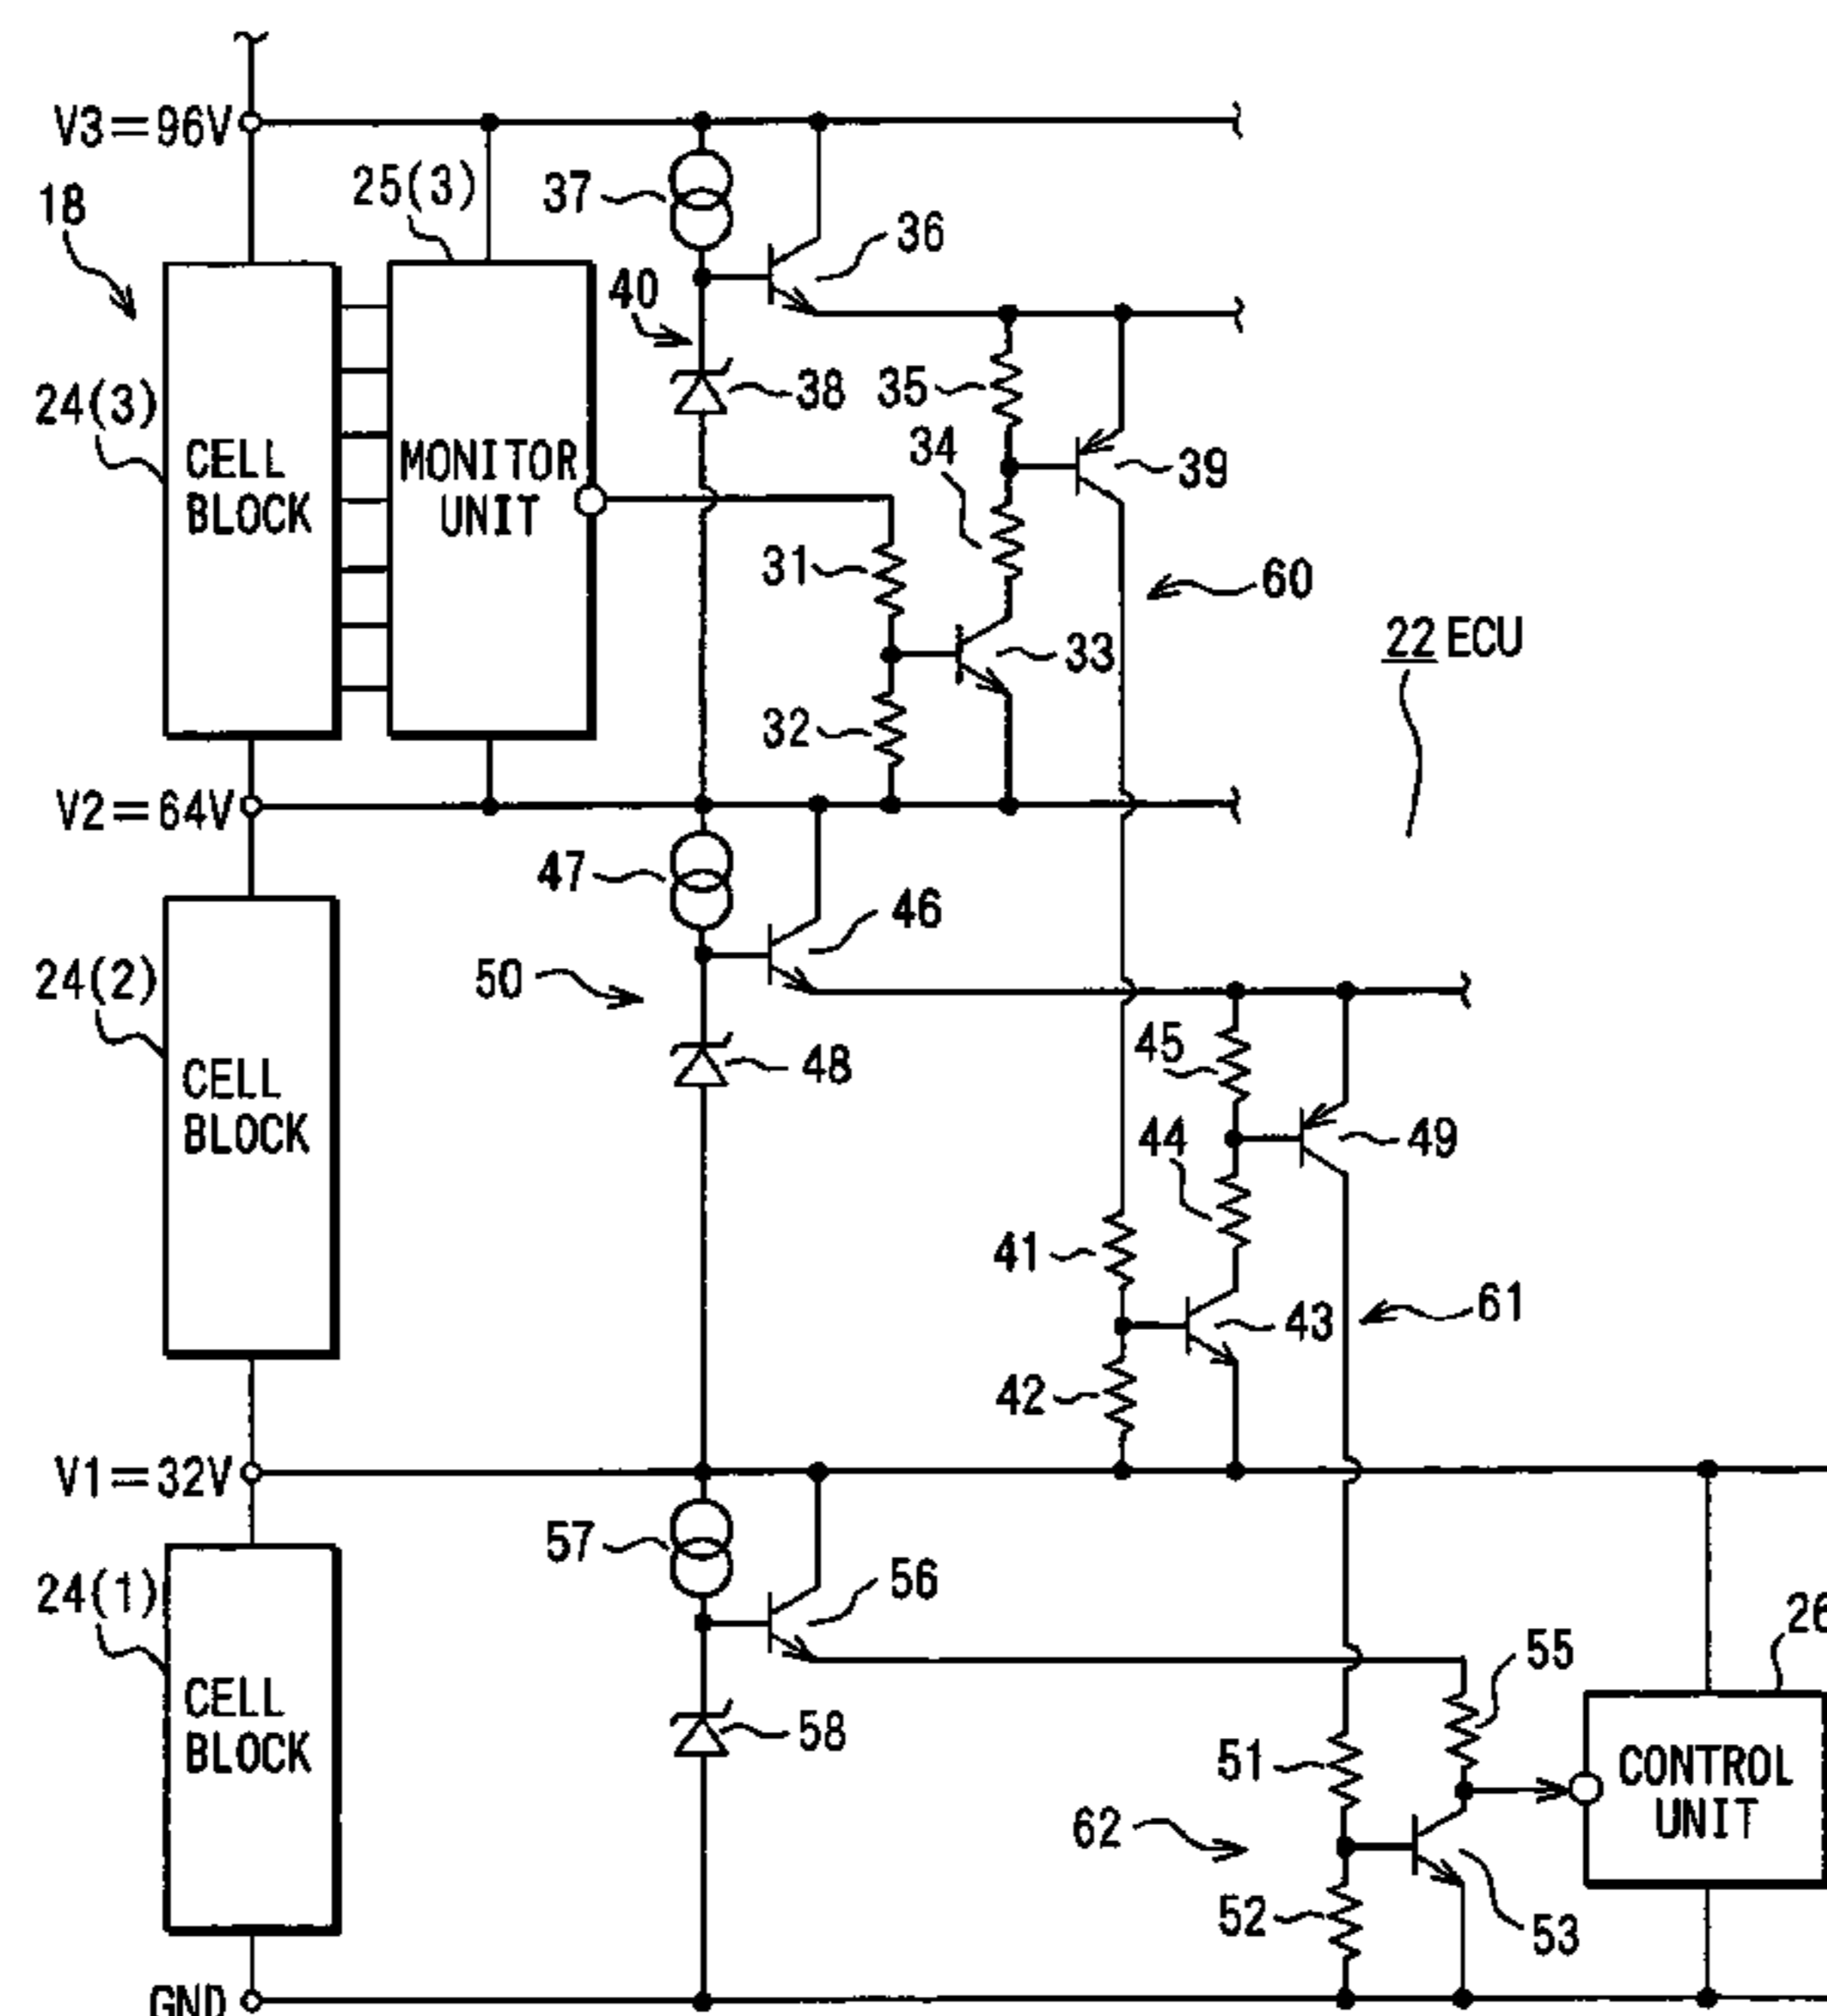 V3=96V
18
25(3)
37
36
40
24(3)
38
35
34
39
CELL
BLOCK
MONITOR
UNIT
31
60
33
22 ECU
32
V2=64V
47
46
24(2)
50
45
48
CELL
BLOCK
44
49
41
43
61
42
V1=32V
57
56
24(1)
26
55
CELL
BLOCK
58
51
CONTROL
UNIT
62
52
53
GND